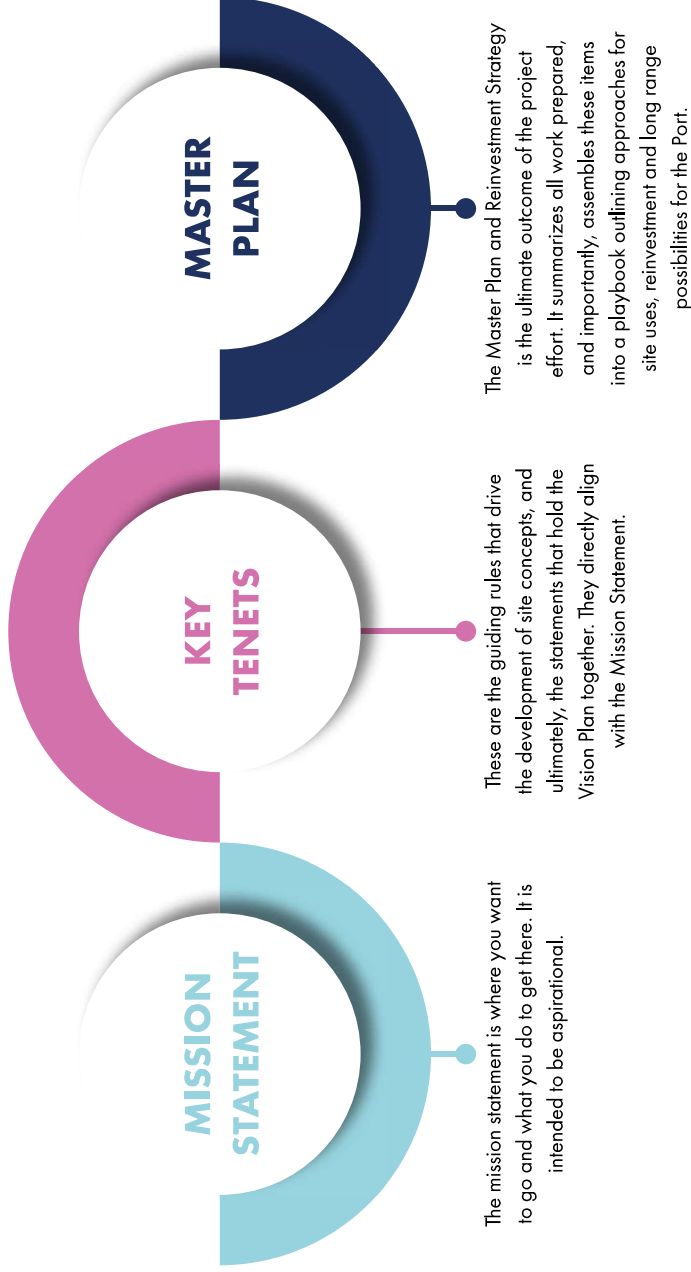 MISSION
STATEMENT
The mission statement is where you want
to go and what you do to get there. It is
intended to be aspirational.
KEY
TENETS
These are the guiding rules that drive
the development of site concepts, and
ultimately, the statements that hold the
Vision Plan together. They directly align
with the Mission Statement.
MASTER
PLAN
The Master Plan and Reinvestment Strategy
is the ultimate outcome of the project
effort. It summarizes all work prepared,
and importantly, assembles these items
into a playbook outlining approaches for
site uses, reinvestment and long range
possibilities for the Port.